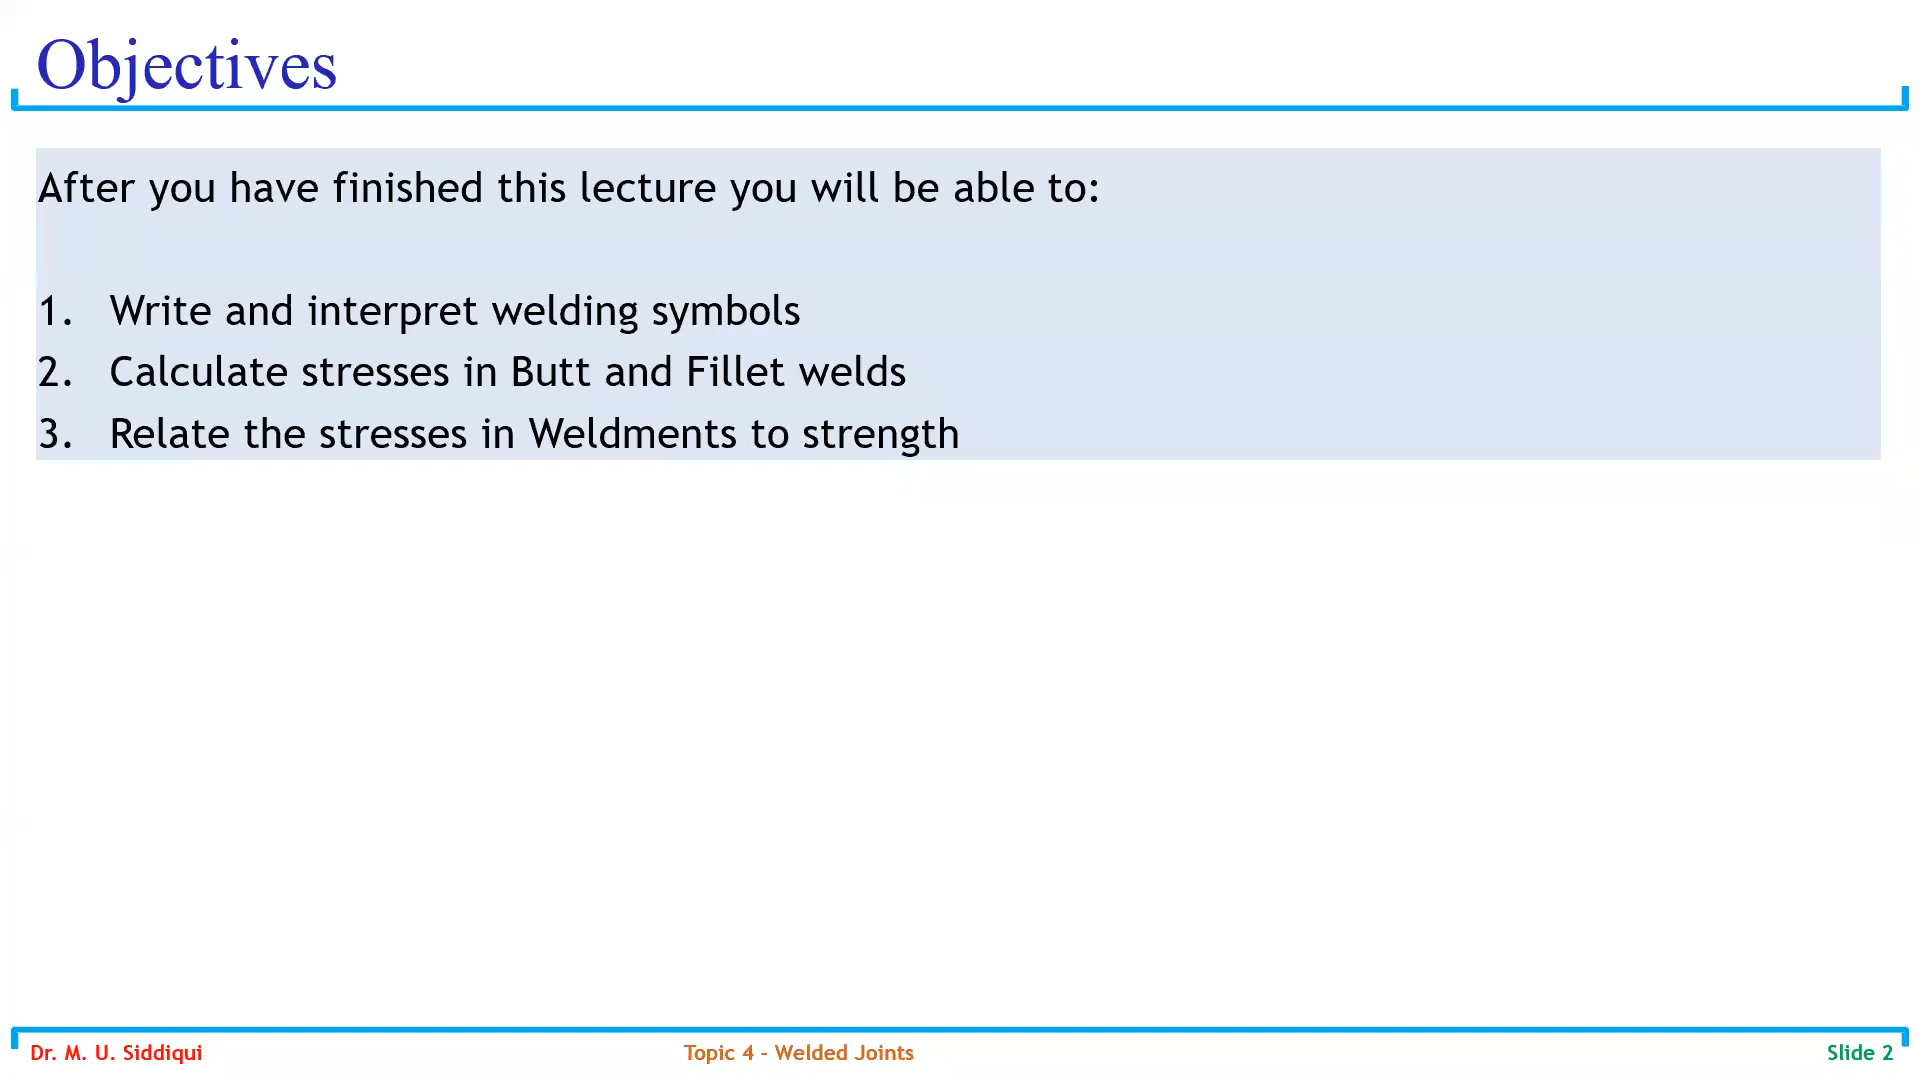 Objectives
After you have finished this lecture you will be able to:
1. Write and interpret welding symbols
2. Calculate stresses in Butt and Fillet welds
3. Relate the stresses in Weldments to strength
Dr. M. U. Siddiqui
Topic 4 – Welded Joints
Slide 2